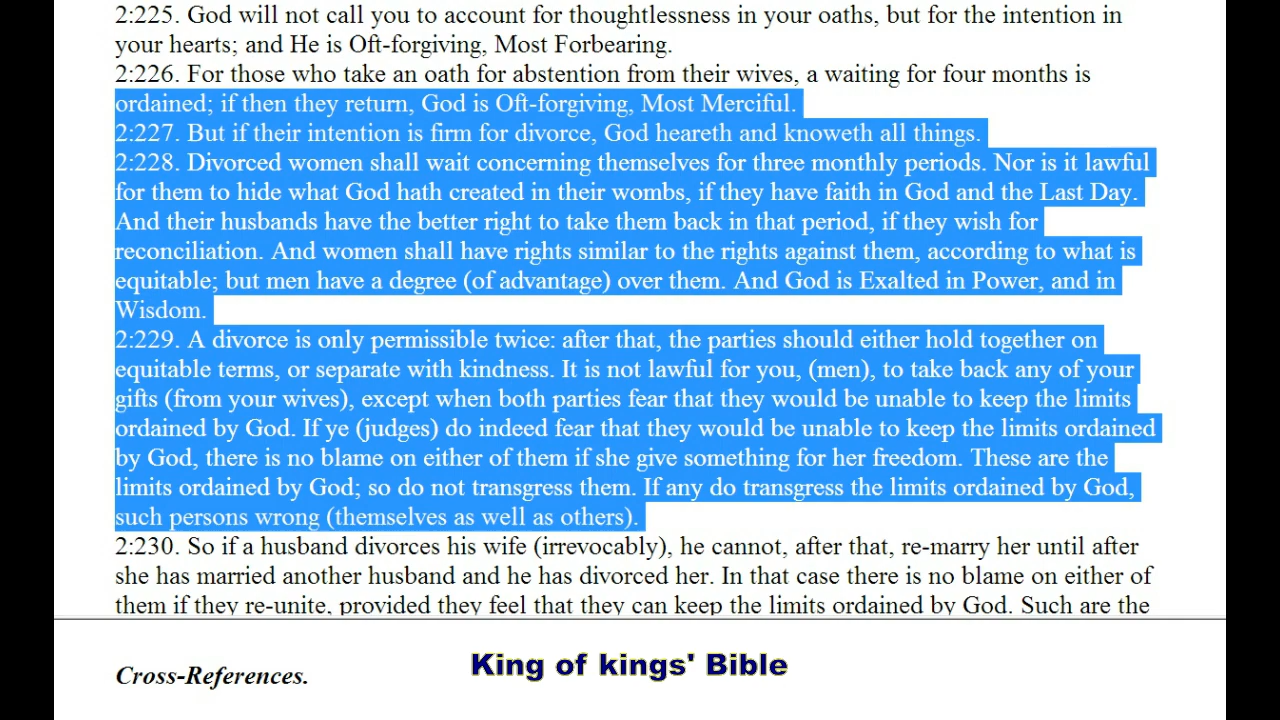 2:225. God will not call you to account for thoughtlessness in your oaths, but for the intention in
your hearts; and He is Oft-forgiving, Most Forbearing.
2:226. For those who take an oath for abstention from their wives, a waiting for four months is
ordained; if then they return, God is Oft-forgiving, Most Merciful.
2:227. But if their intention is firm for divorce, God heareth and knoweth all things.
2:228. Divorced women shall wait concerning themselves for three monthly periods. Nor is it lawful
for them to hide what God hath created in their wombs, if they have faith in God and the Last Day.
And their husbands have the better right to take them back in that period, if they wish for
reconciliation. And women shall have rights similar to the rights against them, according to what is
equitable; but men have a degree (of advantage) over them. And God is Exalted in Power, and in
Wisdom.
2:229. A divorce is only permissible twice: after that, the parties should either hold together on
equitable terms, or separate with kindness. It is not lawful for you, (men), to take back any of your
gifts (from your wives), except when both parties fear that they would be unable to keep the limits
ordained by God. If ye (judges) do indeed fear that they would be unable to keep the limits ordained
by God, there is no blame on either of them if she give something for her freedom. These are the
limits ordained by God; so do not transgress them. If any do transgress the limits ordained by God,
such persons wrong (themselves as well as others).
2:230. So if a husband divorces his wife (irrevocably), he cannot, after that, re-marry her until after
she has married another husband and he has divorced her. In that case there is no blame on either of
them if they re-unite, provided they feel that they can keep the limits ordained by God. Such are the
King of kings' Bible
Cross-References.